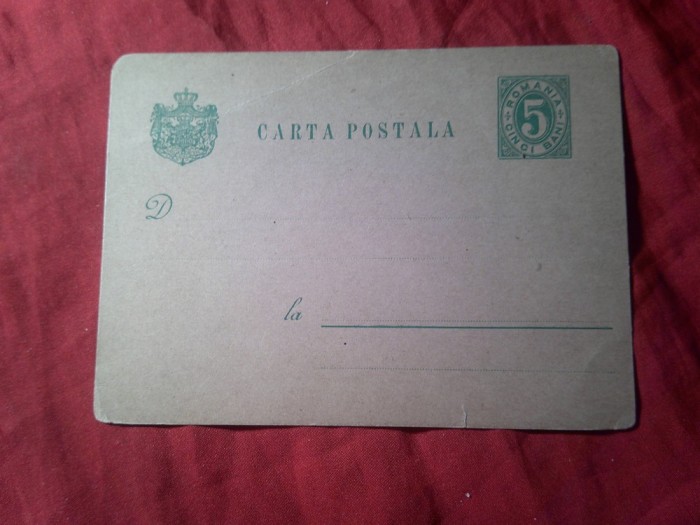 CARTA POSTALA
ROMANIA
5
CINCI BANI
D
la